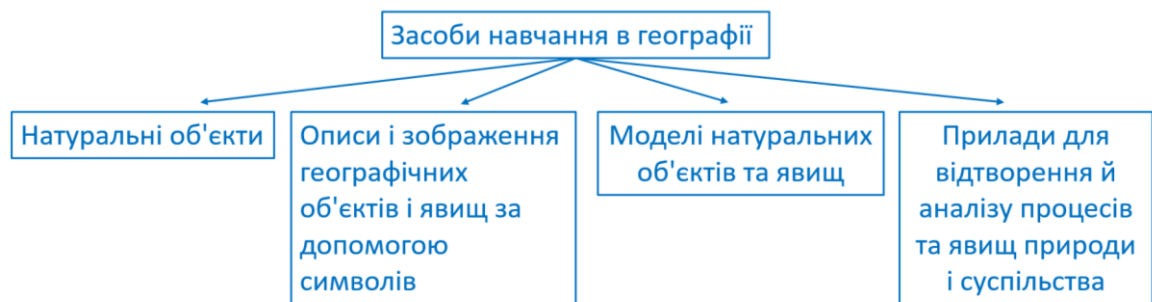 Засоби навчання в географії
Натуральні об'єкти
Описи і зображення
географічних
об'єктів і явищ за
допомогою
символів
Моделі натуральних
об'єктів та явищ
Прилади для
відтворення й
аналізу процесів
та явищ природи
і суспільства